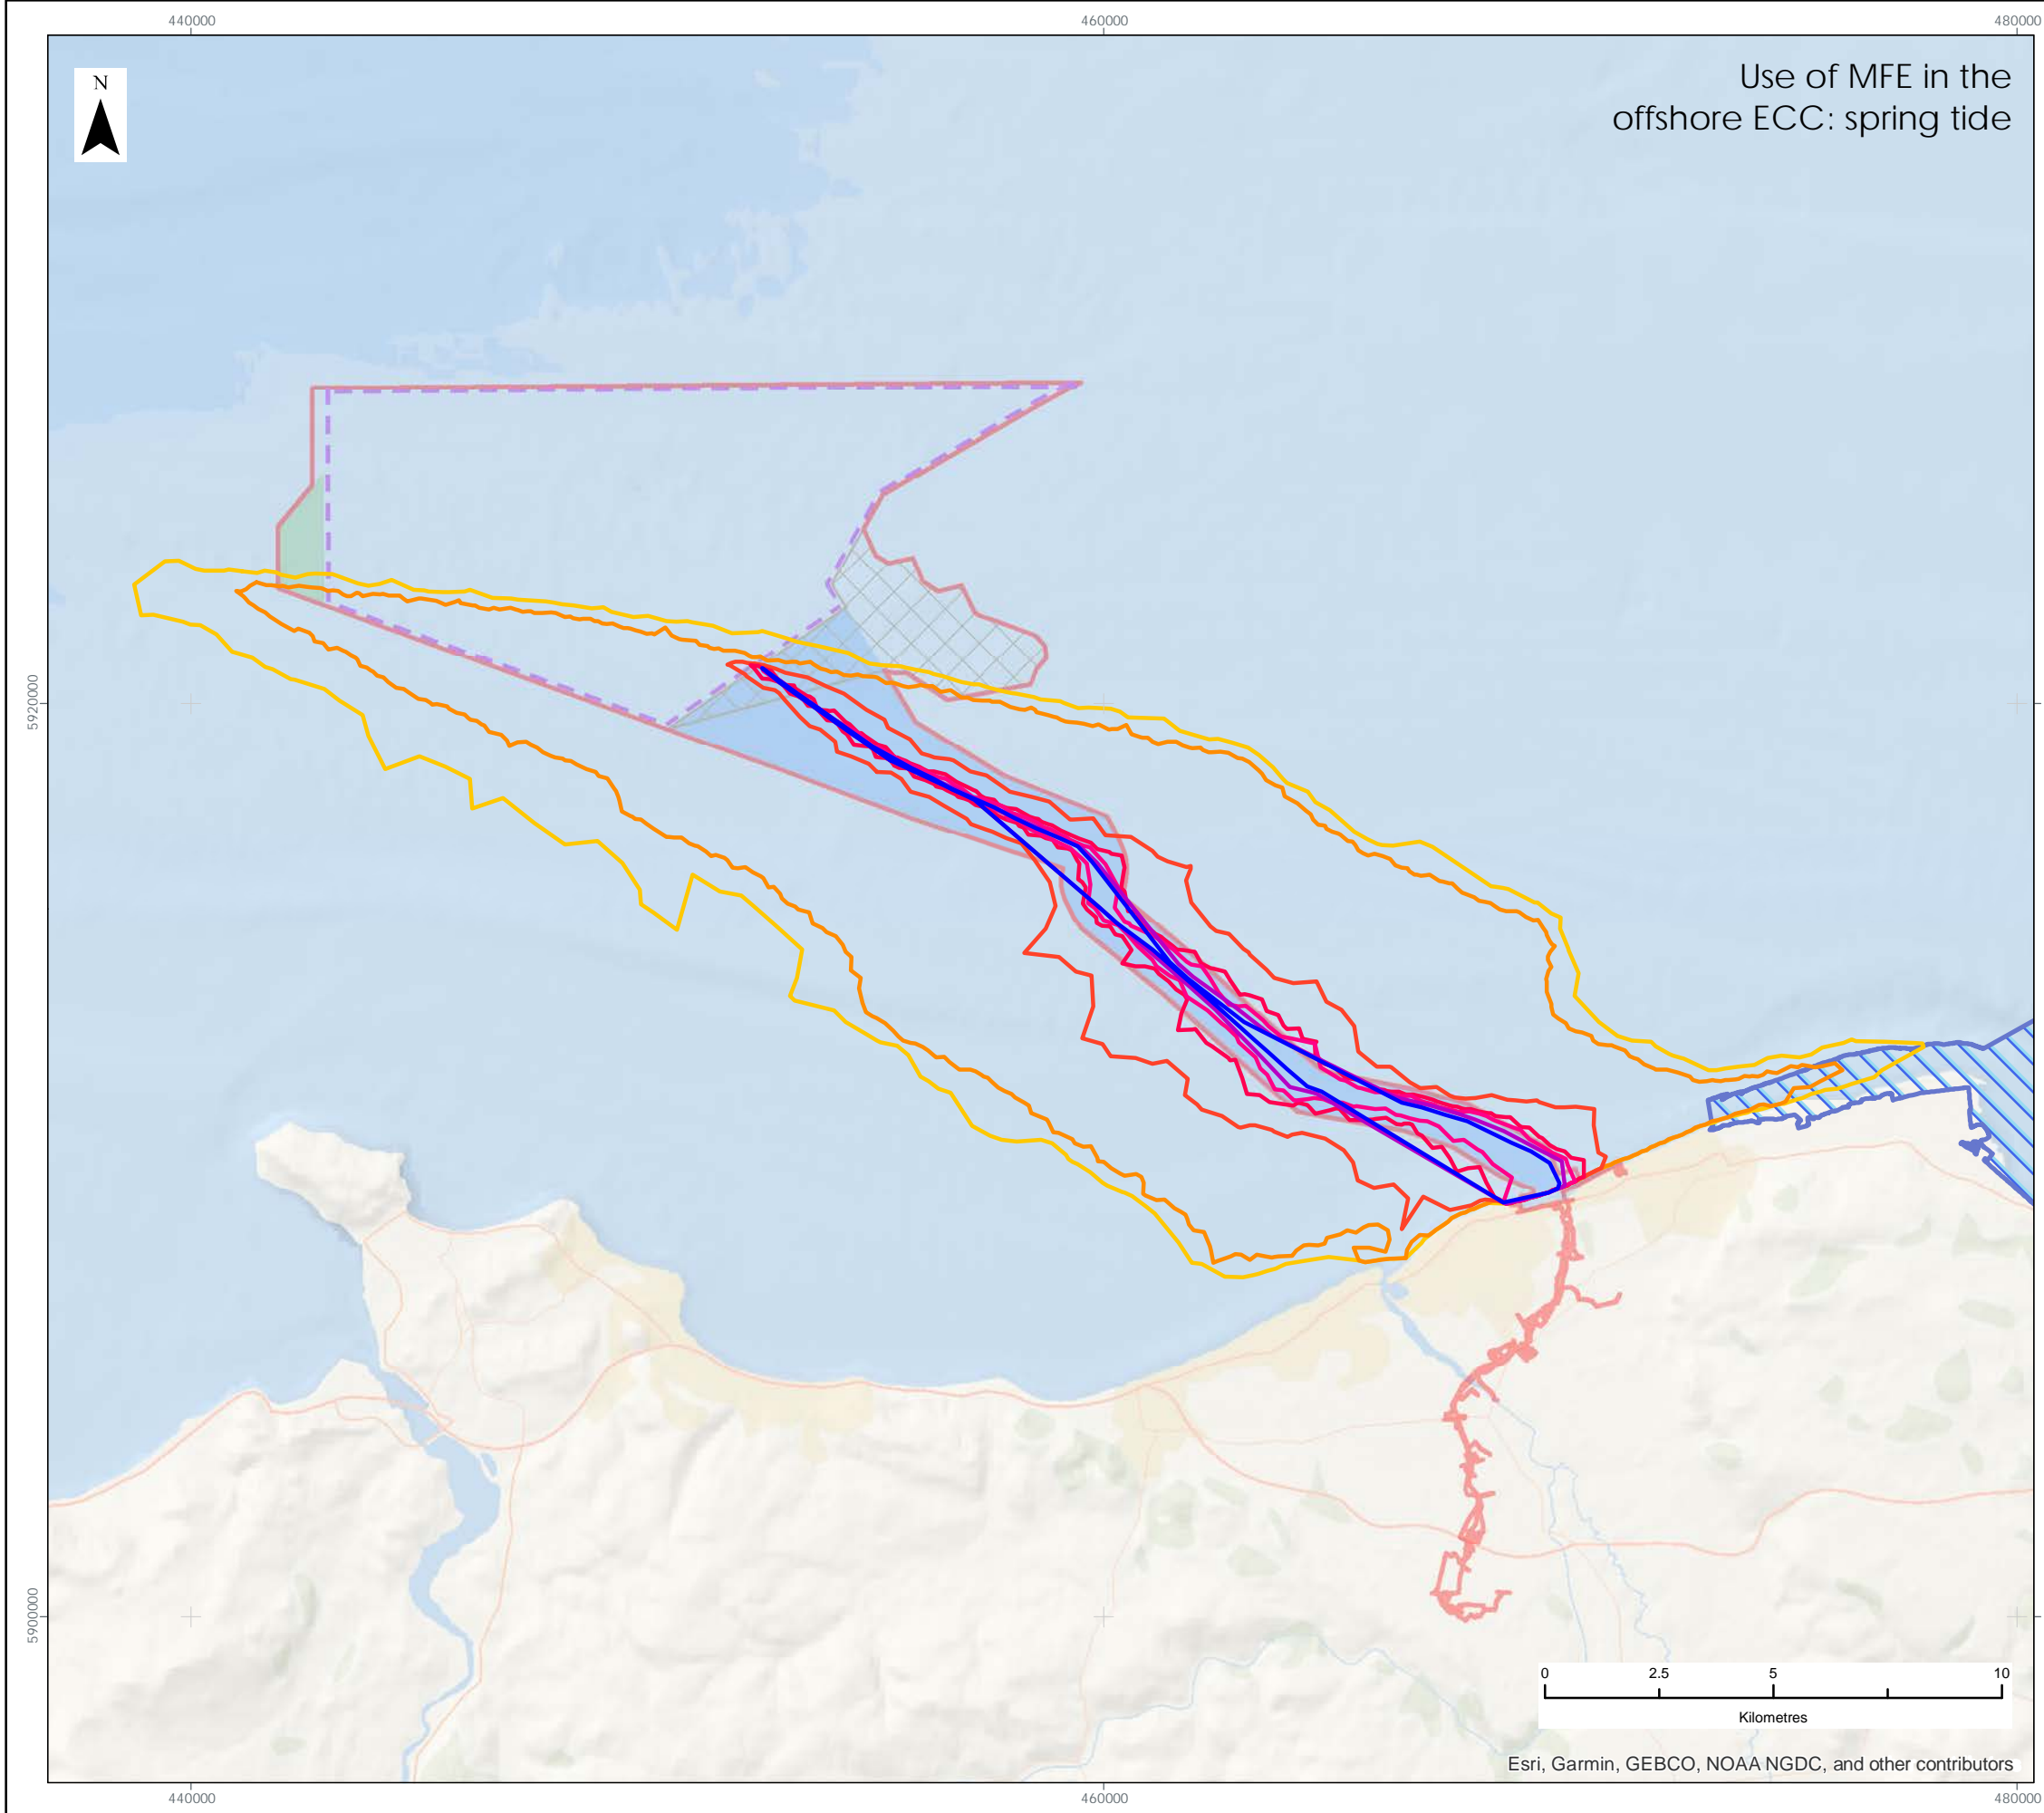 440000
460000
480000
N
Use of MFE in the
offshore ECC: spring tide
5920000
5900000
0
2.5
5
10
Kilometres
Esri, Garmin, GEBCO, NOAA NGDC, and other contributors
440000
460000
480000